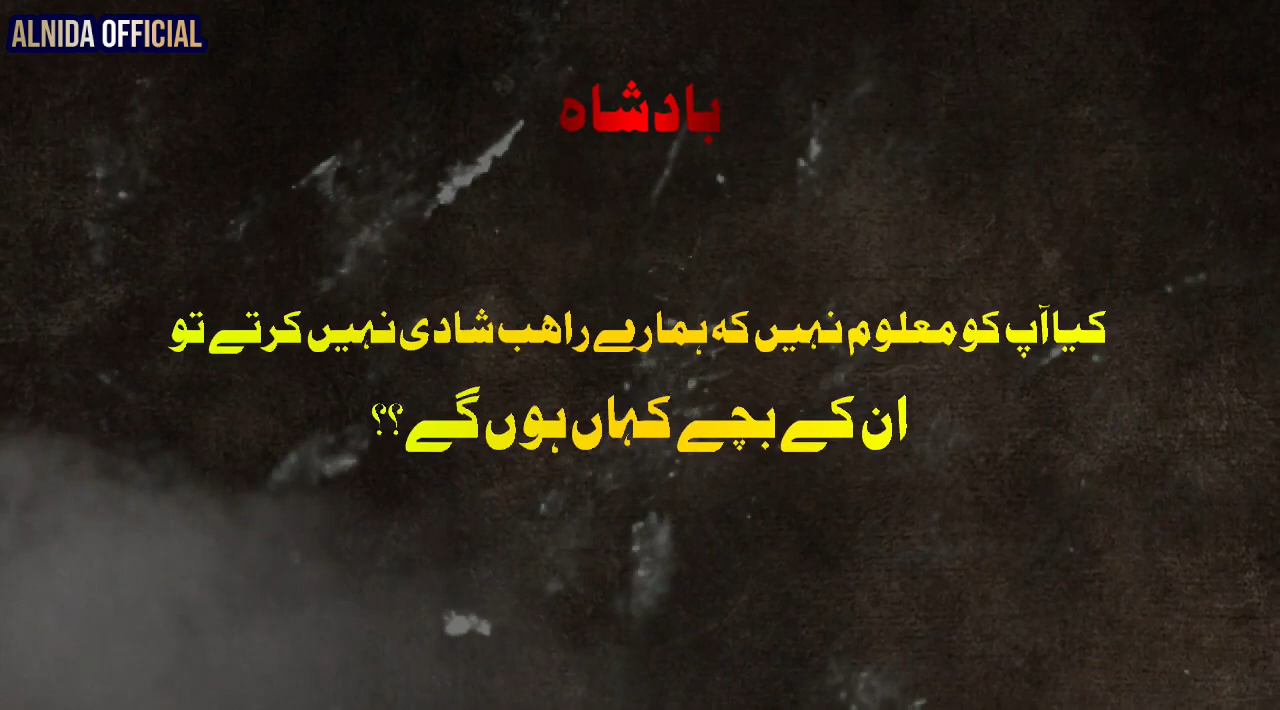 ALNIDA OFFICIAL
بادشاہ
کیا آپ کو معلوم نہیں کہ ہمارے راھب شادی نہیں کرتے تو
ان کے بچے کہاں ہوں گے؟؟